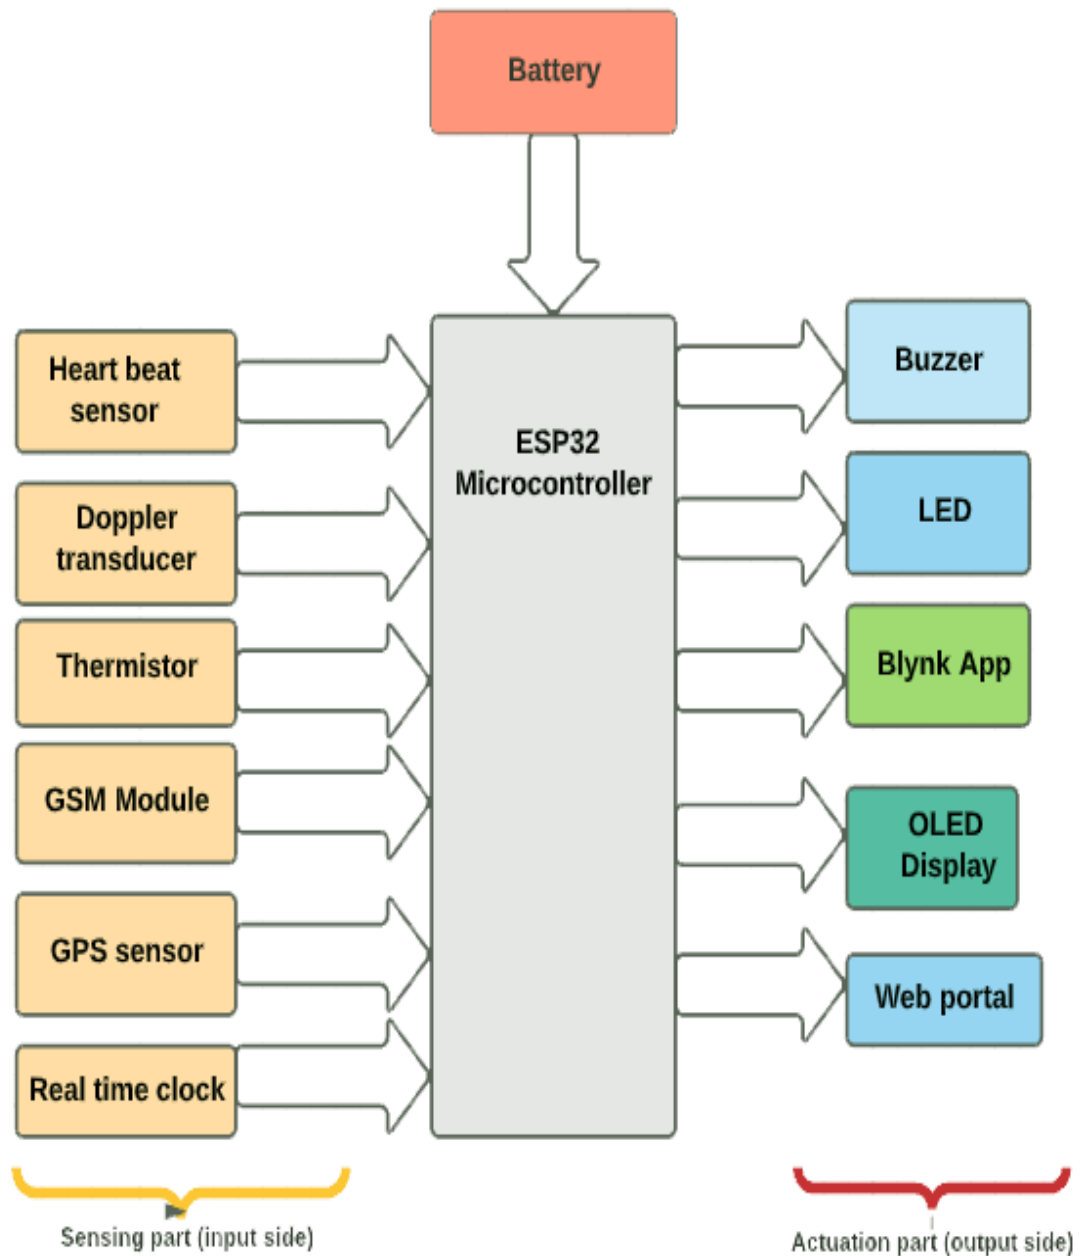 Battery
Heart beat
sensor
Doppler
transducer
Thermistor
GSM Module
GPS sensor
Real time clock
ESP32
Microcontroller
Buzzer
LED
Blynk App
OLED
Display
Web portal
Sensing part (input side)
Actuation part (output side)